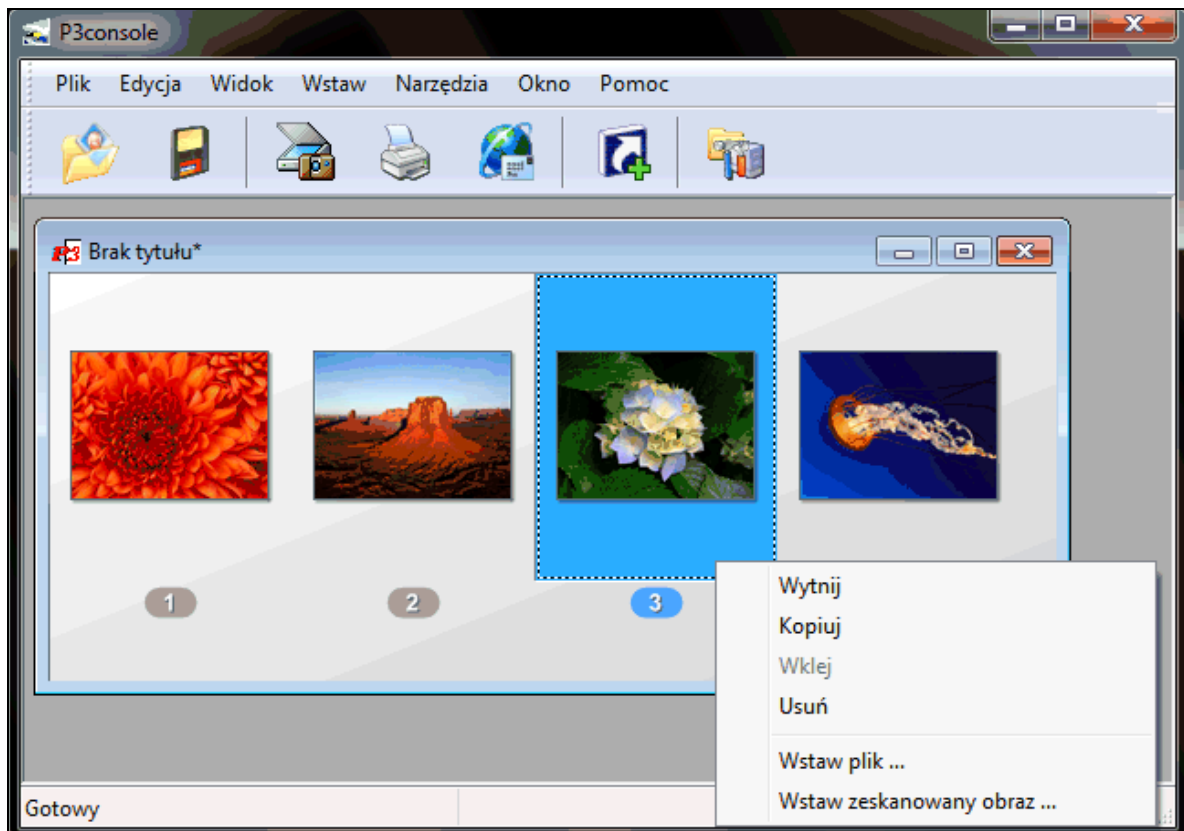 P3console
Plik Edycja Widok Wstaw Narzędzia Okno Pomoc
P3 Brak tytułu*
1 2 3
Wytnij
Kopiuj
Wklej
Usuń
Wstaw plik ...
Wstaw zeskanowany obraz ...
Gotowy